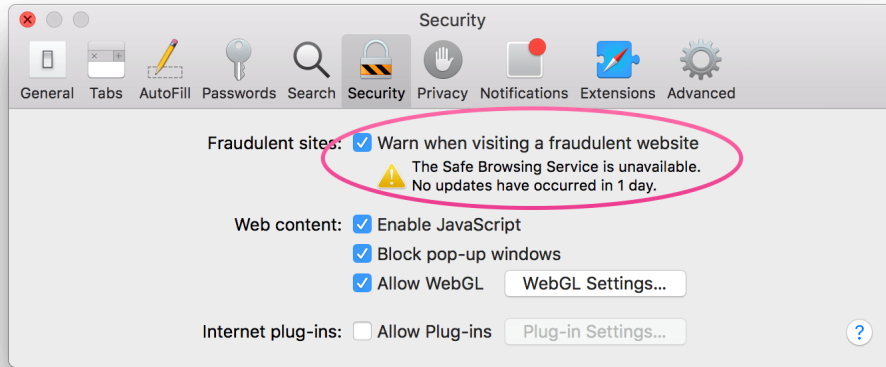 Security
General Tabs AutoFill Passwords Search Security Privacy Notifications Extensions Advanced
Fraudulent sites: Warn when visiting a fraudulent website
The Safe Browsing Service is unavailable.
No updates have occurred in 1 day.
Web content: Enable JavaScript
Block pop-up windows
Allow WebGL WebGL Settings...
Internet plug-ins: Allow Plug-ins Plug-in Settings... ?